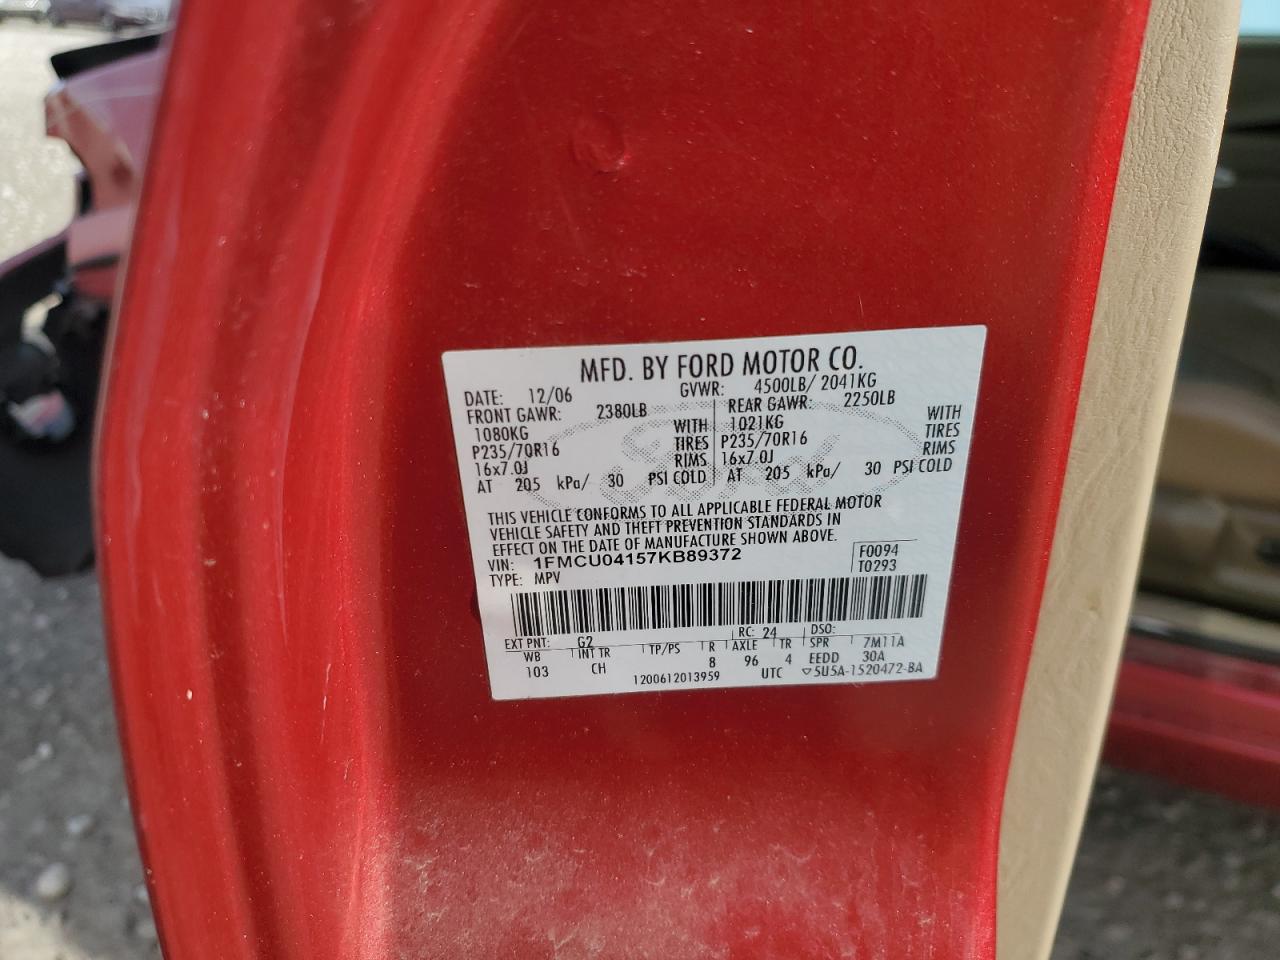 MFD. BY FORD MOTOR CO.
DATE: 12/06 GVWR: 4500LB/ 2041KG
FRONT GAWR: 2380LB REAR GAWR: 2250LB
1080KG WITH 1021KG WITH
P235/70R16 TIRES P235/70R16 TIRES
16x7.0J RIMS 16x7.0J RIMS
AT 205 kPa/ 30 PSI COLD AT 205 kPa/ 30 PSI COLD
THIS VEHICLE CONFORMS TO ALL APPLICABLE FEDERAL MOTOR
VEHICLE SAFETY AND THEFT PREVENTION STANDARDS IN
EFFECT ON THE DATE OF MANUFACTURE SHOWN ABOVE.
VIN: 1FMCU04157KB89372 F0094
TYPE: MPV T0293
EXT PNT: G2 RC: 24 DSO:
WB INT TR TP/PS R AXLE TR SPR 7M11A
103 CH 8 96 4 EEDD 30A
1200612013959 UTC ▽5U5A-1520472-BA